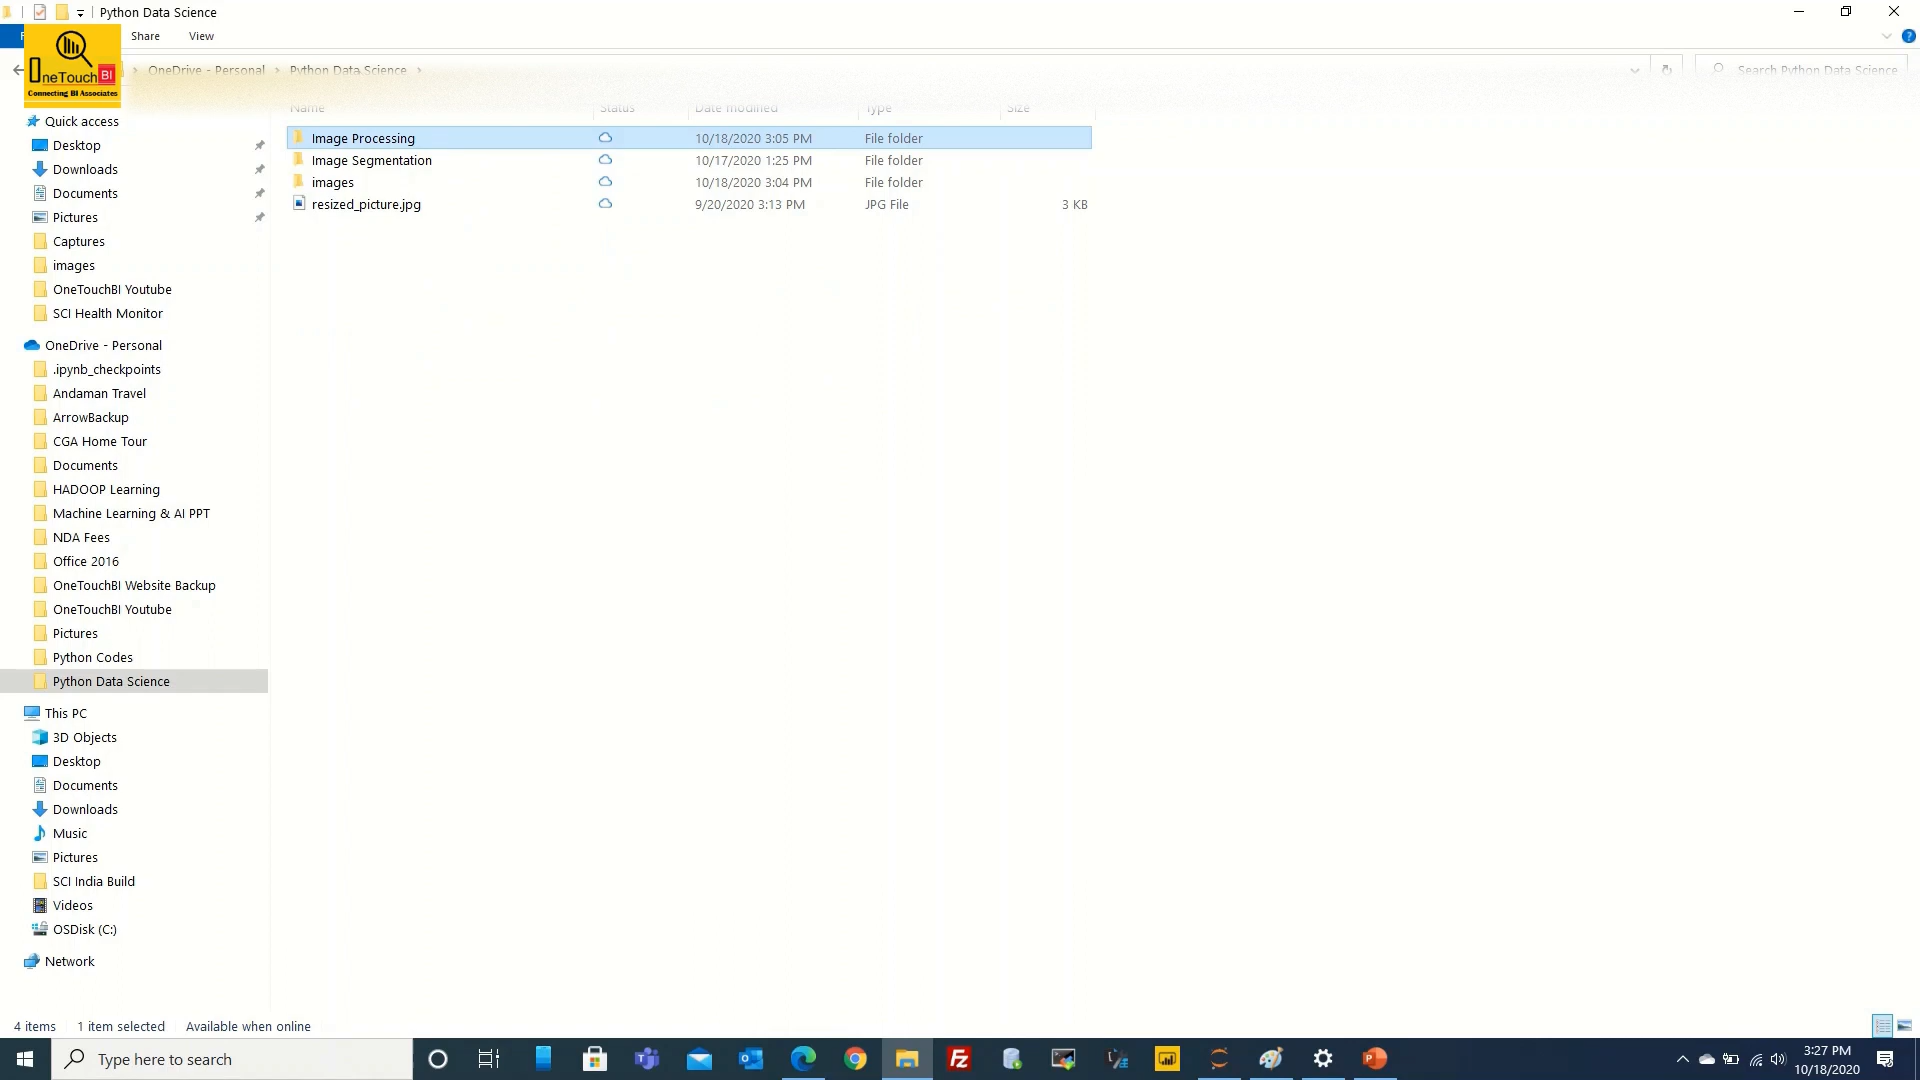 Python Data Science
F
Share View
OneTouch BI
Connecting BI Associates
OneDrive - Personal Python Data Science
Search Python Data Science
Name Status Date modified Type Size
Quick access
Desktop
Downloads
Documents
Pictures
Captures
images
OneTouchBI Youtube
SCI Health Monitor
OneDrive - Personal
.ipynb_checkpoints
Andaman Travel
ArrowBackup
CGA Home Tour
Documents
HADOOP Learning
Machine Learning & AI PPT
NDA Fees
Office 2016
OneTouchBI Website Backup
OneTouchBI Youtube
Pictures
Python Codes
Python Data Science
This PC
3D Objects
Desktop
Documents
Downloads
Music
Pictures
SCI India Build
Videos
OSDisk (C:)
Network
Image Processing 10/18/2020 3:05 PM File folder
Image Segmentation 10/17/2020 1:25 PM File folder
images 10/18/2020 3:04 PM File folder
resized_picture.jpg 9/20/2020 3:13 PM JPG File 3 KB
4 items 1 item selected Available when online
Type here to search
3:27 PM
10/18/2020